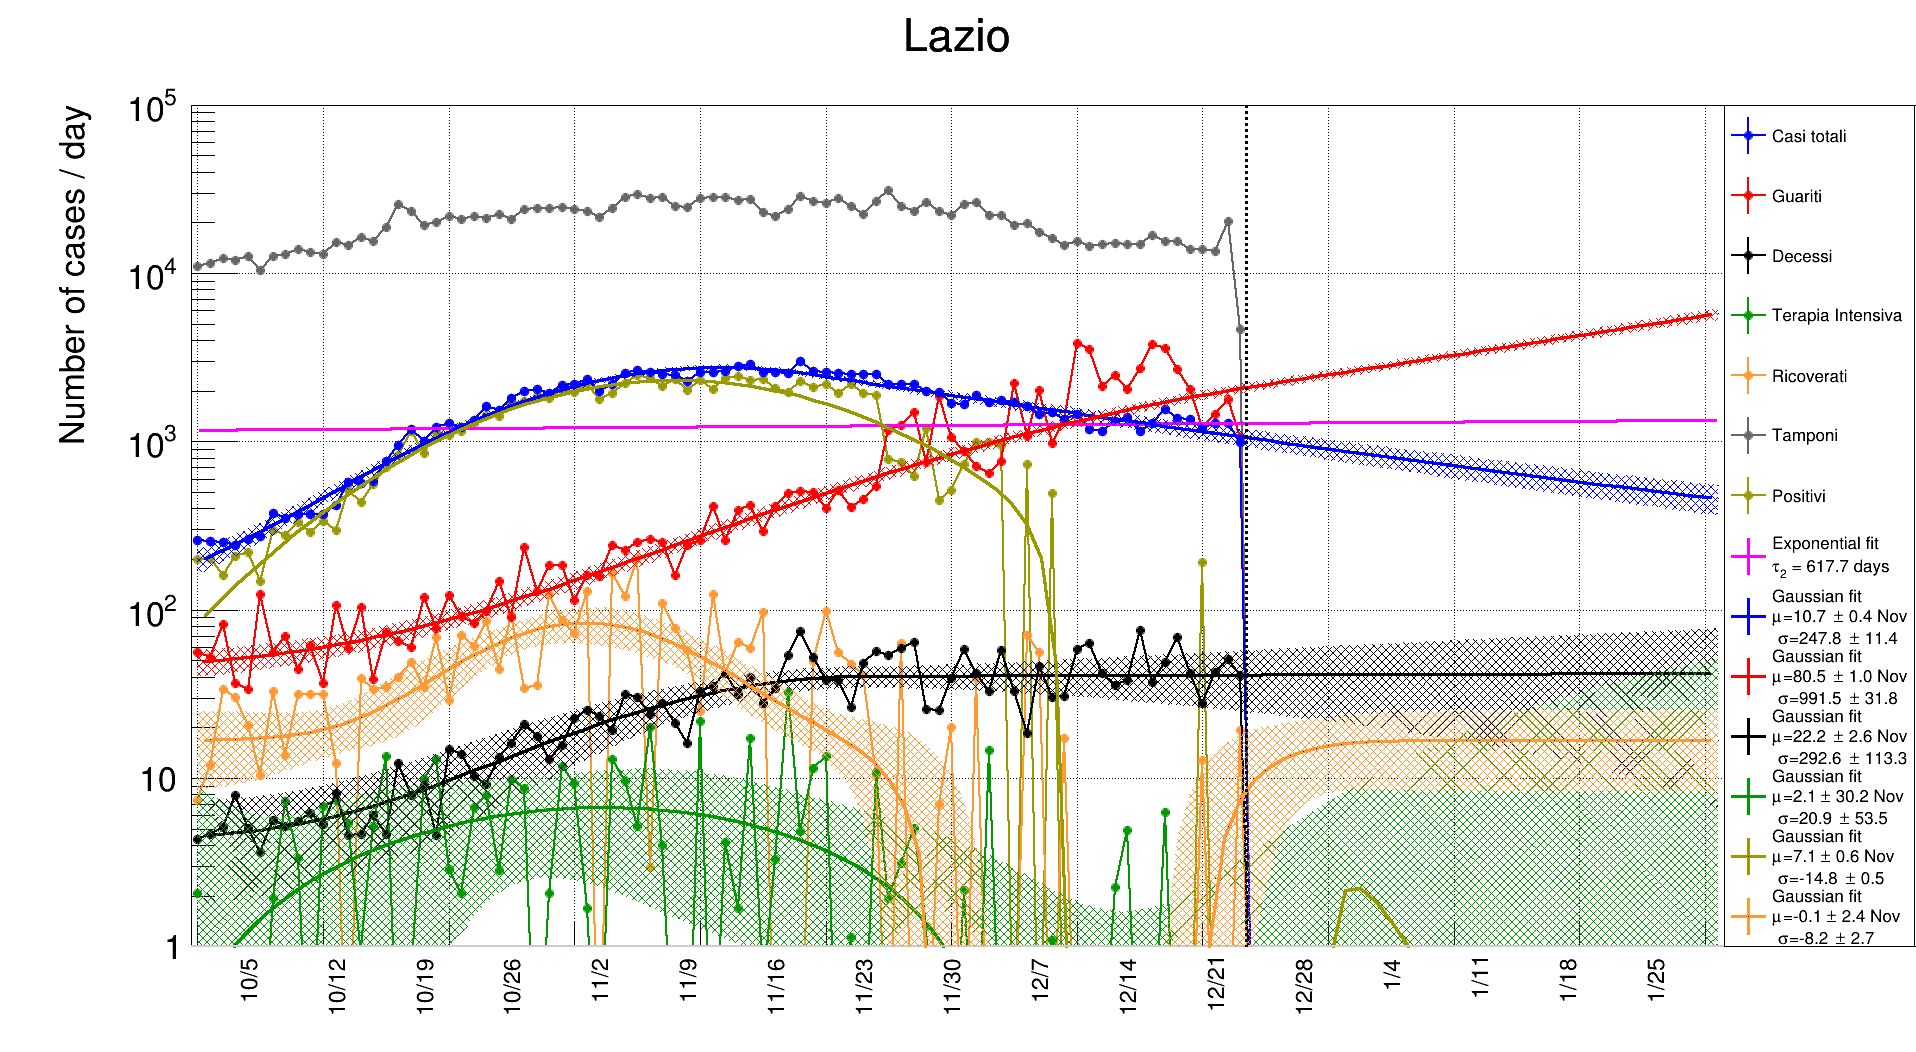 Lazio
Number of cases / day
10^5
10^4
10^3
10^2
10
1
10/5
10/12
10/19
10/26
11/2
11/9
11/16
11/23
11/30
12/7
12/14
12/21
12/28
1/4
1/11
1/18
1/25
Casi totali
Guariti
Decessi
Terapia Intensiva
Ricoverati
Tamponi
Positivi
Exponential fit
τ₂ = 617.7 days
Gaussian fit
μ=10.7 ± 0.4 Nov
σ=247.8 ± 11.4
Gaussian fit
μ=80.5 ± 1.0 Nov
σ=991.5 ± 31.8
Gaussian fit
μ=22.2 ± 2.6 Nov
σ=292.6 ± 113.3
Gaussian fit
μ=2.1 ± 30.2 Nov
σ=20.9 ± 53.5
Gaussian fit
μ=7.1 ± 0.6 Nov
σ=-14.8 ± 0.5
Gaussian fit
μ=-0.1 ± 2.4 Nov
σ=-8.2 ± 2.7